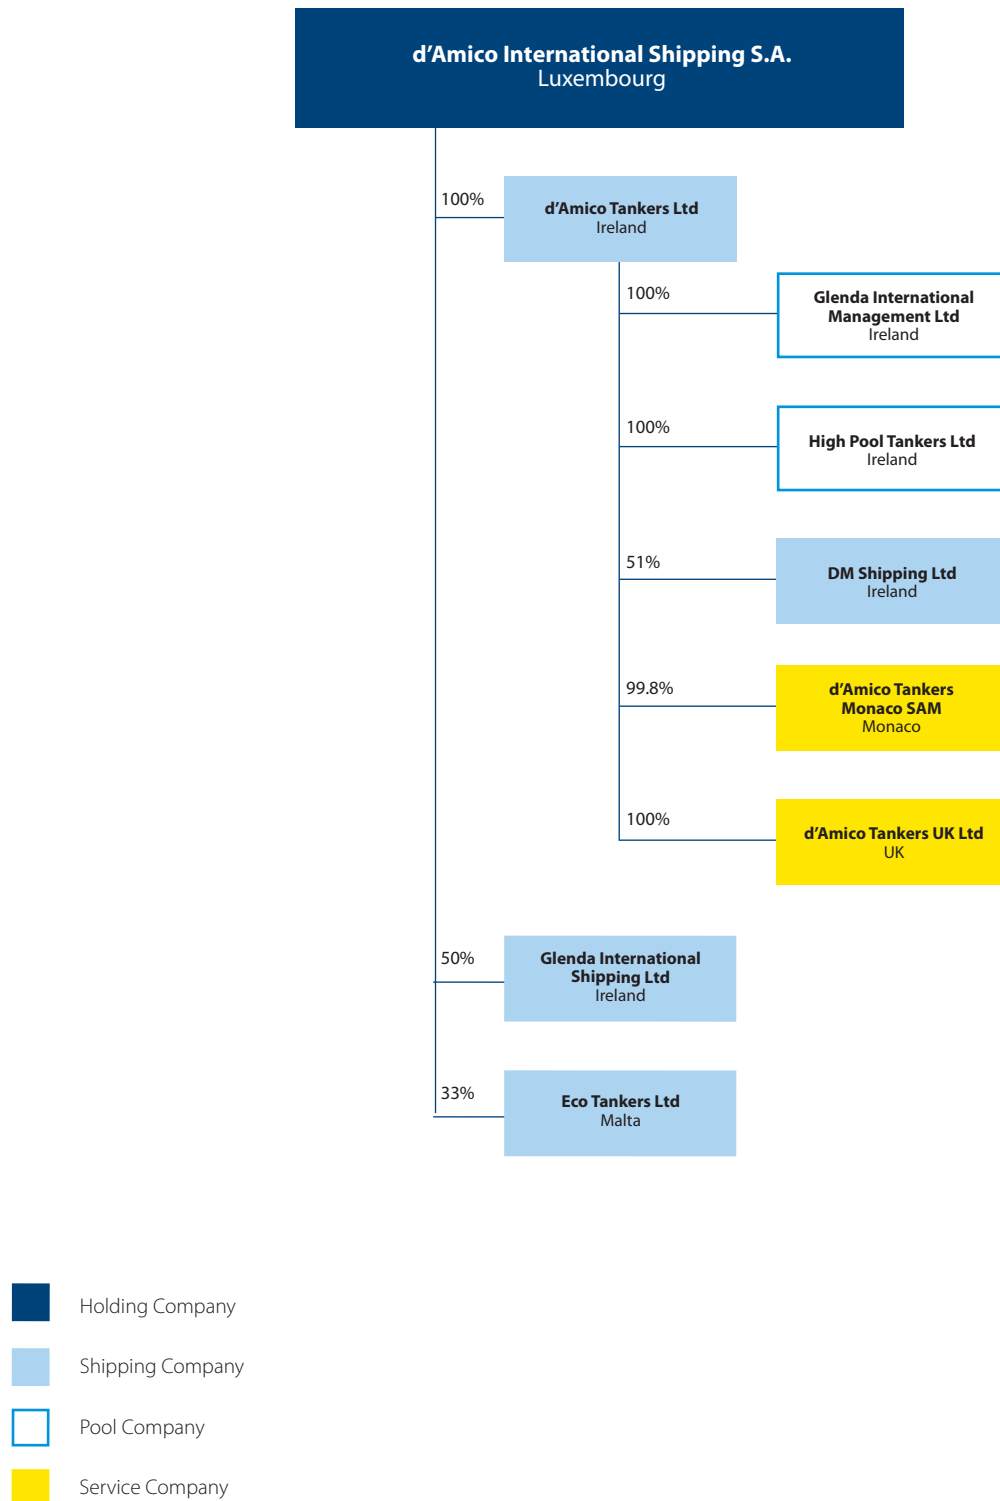 d’Amico International Shipping S.A.
Luxembourg
100%
d’Amico Tankers Ltd
Ireland
100%
Glenda International
Management Ltd
Ireland
100%
High Pool Tankers Ltd
Ireland
51%
DM Shipping Ltd
Ireland
99.8%
d’Amico Tankers
Monaco SAM
Monaco
100%
d’Amico Tankers UK Ltd
UK
50%
Glenda International
Shipping Ltd
Ireland
33%
Eco Tankers Ltd
Malta
Holding Company
Shipping Company
Pool Company
Service Company